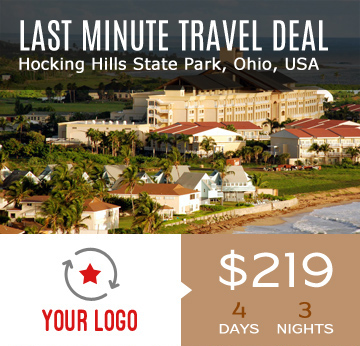 LAST MINUTE TRAVEL DEAL
Hocking Hills State Park, Ohio, USA
$219
4 3
DAYS NIGHTS
YOUR LOGO